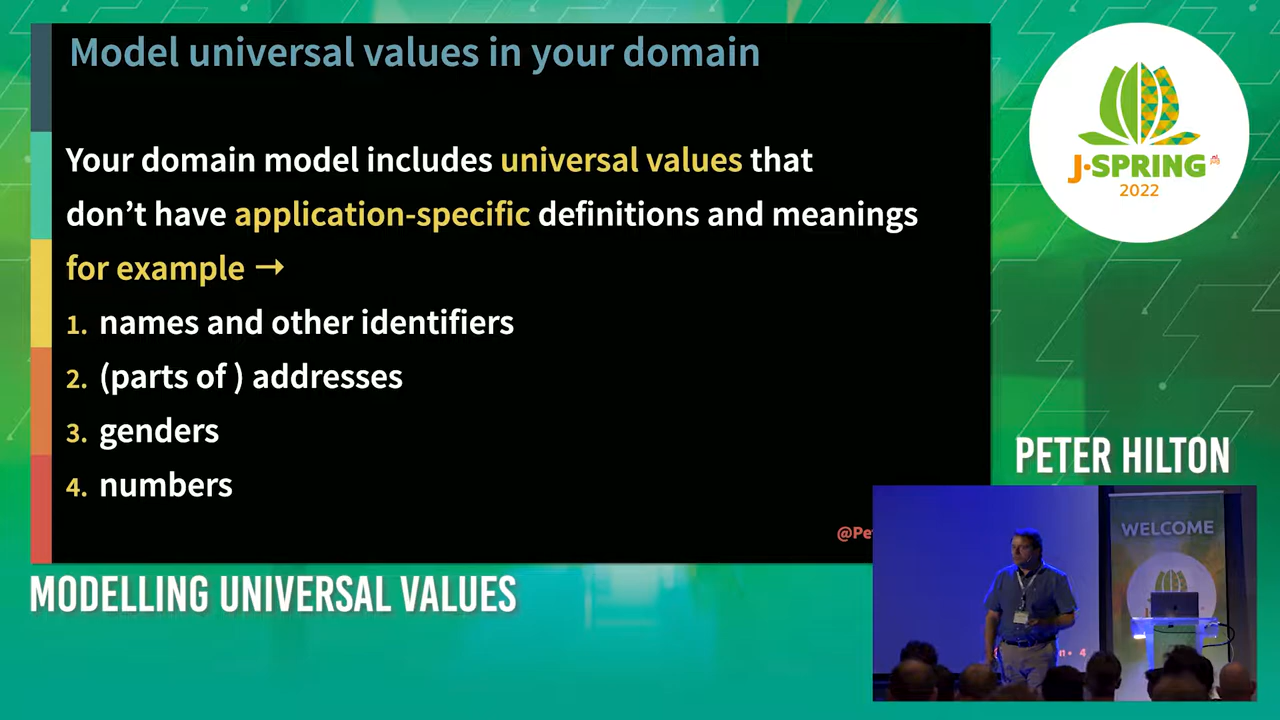 Model universal values in your domain
Your domain model includes universal values that
don't have application-specific definitions and meanings
for example →
1. names and other identifiers
2. (parts of ) addresses
3. genders
4. numbers
@Pe
J·SPRING
2022
PETER HILTON
WELCOME
4
MODELLING UNIVERSAL VALUES